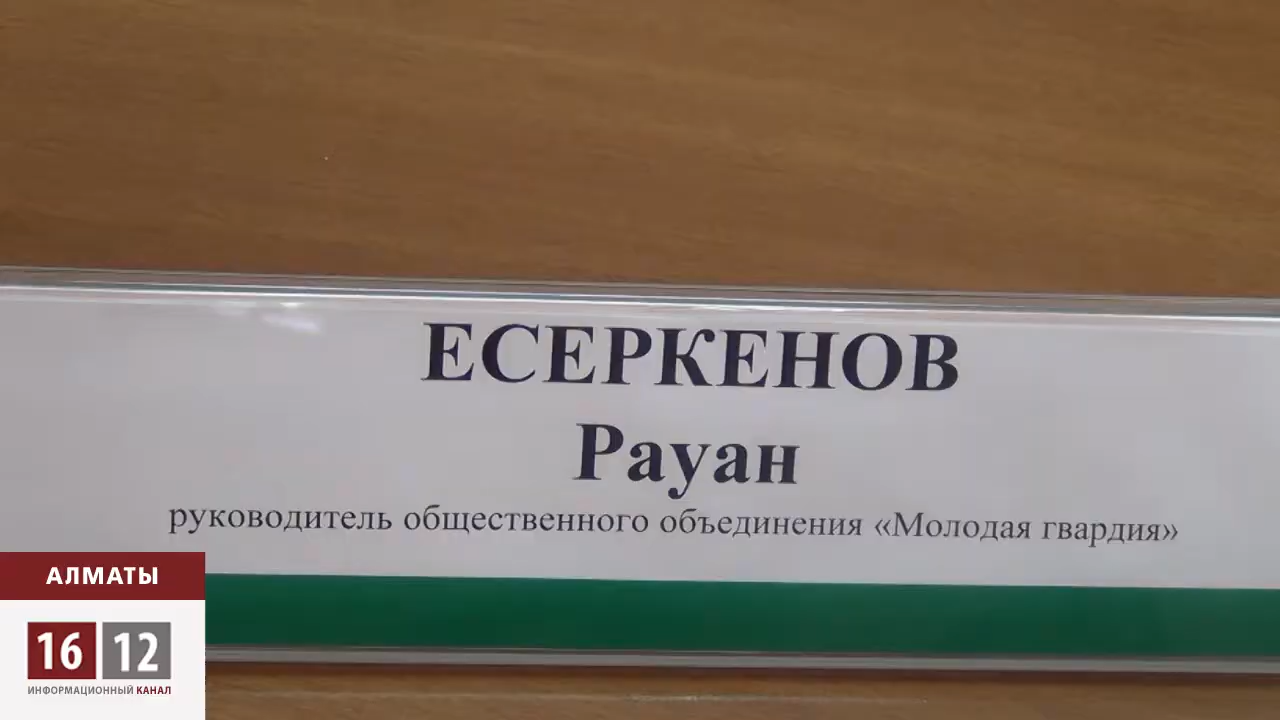 ЕСЕРКЕНОВ
Рауан
руководитель общественного объединения «Молодая гвардия»
АЛМАТЫ
16 12
ИНФОРМАЦИОННЫЙ КАНАЛ